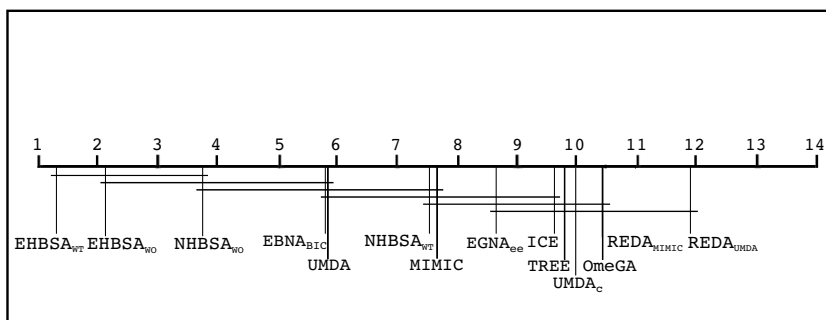 1 2 3 4 5 6 7 8 9 10 11 12 13 14
EHBSA_WT EHBSA_WO NHBSA_WO EBNA_BIC NHBSA_WT EGNA_ee ICE REDA_MIMIC REDA_UMDA
UMDA MIMIC TREE OmeGA
UMDA_c